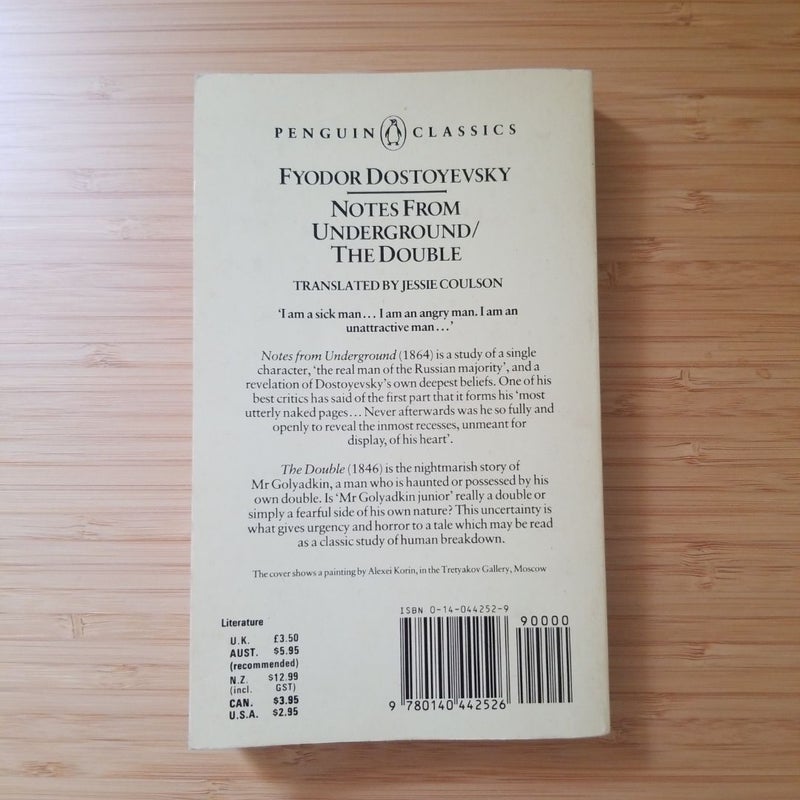 PENGUIN CLASSICS
FYODOR DOSTOYEVSKY
NOTES FROM
UNDERGROUND/
THE DOUBLE
TRANSLATED BY JESSIE COULSON
'I am a sick man... I am an angry man. I am an
unattractive man...'
Notes from Underground (1864) is a study of a single
character, 'the real man of the Russian majority', and a
revelation of Dostoyevsky's own deepest beliefs. One of his
best critics has said of the first part that it forms his 'most
utterly naked pages... Never afterwards was he so fully and
openly to reveal the inmost recesses, unmeant for
display, of his heart'.
The Double (1846) is the nightmarish story of
Mr Golyadkin, a man who is haunted or possessed by his
own double. Is 'Mr Golyadkin junior' really a double or
simply a fearful side of his own nature? This uncertainty is
what gives urgency and horror to a tale which may be read
as a classic study of human breakdown.
The cover shows a painting by Alexei Korin, in the Tretyakov Gallery, Moscow
Literature
U.K. £3.50
AUST. $5.95
(recommended)
N.Z. $12.99
(incl. GST)
CAN. $3.95
U.S.A. $2.95
ISBN 0-14-044252-9
90000
9 780140 442526